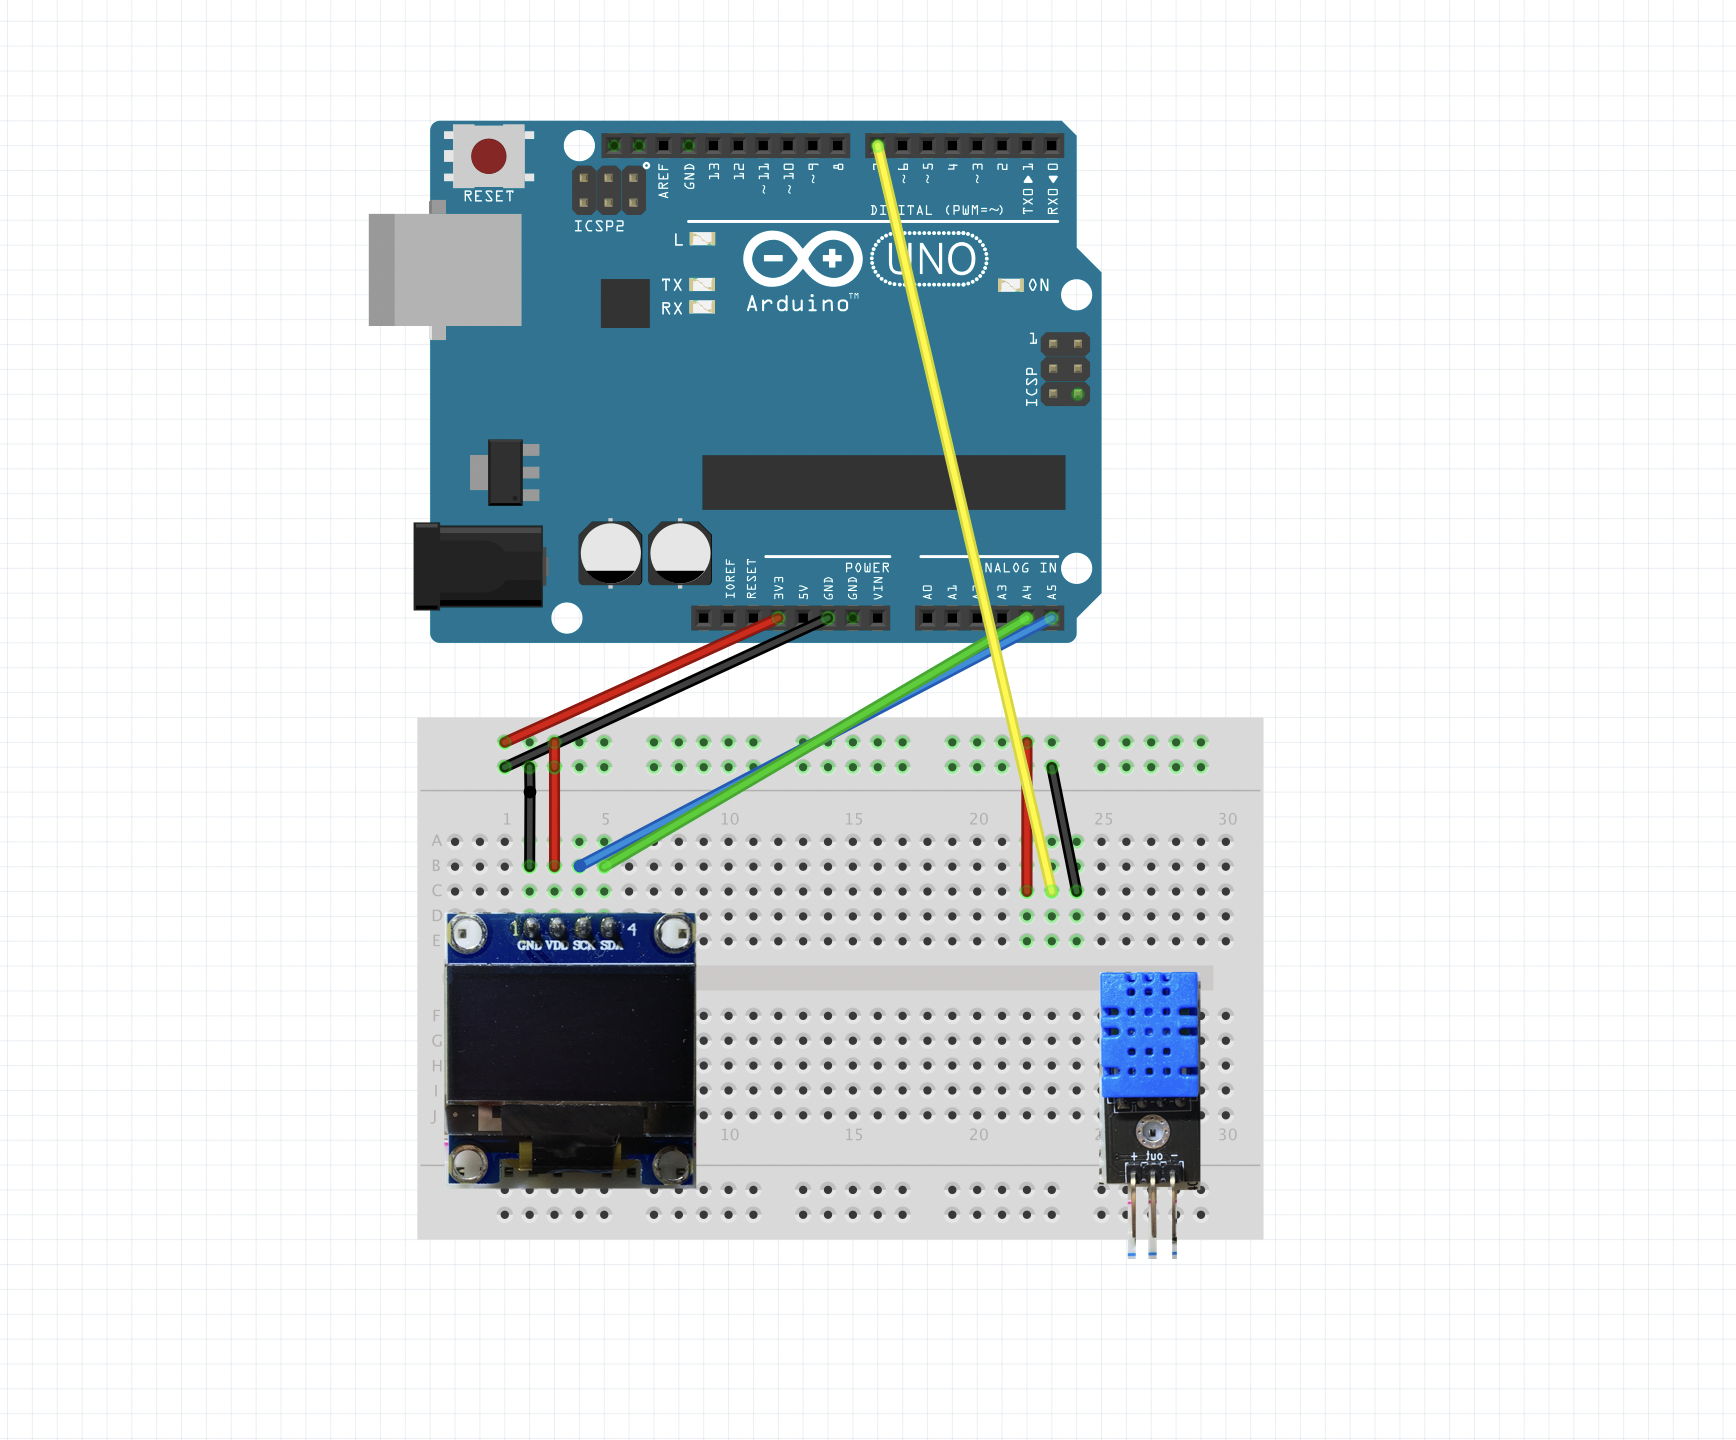 RESET
ICSP2
AREF
GND
13
12
~11
~10
~9
8
7
~6
~5
4
~3
2
TX0▶1
RX0◀0
DIGITAL (PWM=~)
L
TX
RX
UNO
Arduino™
ON
1
ICSP
IOREF
RESET
3V3
5V
GND
GND
VIN
POWER
A0
A1
A2
A3
A4
A5
ANALOG IN
1 5 10 15 20 25 30
A
B
C
D
E
1 4
GND VDD SCK SDA
F
G
H
I
J
10 15 20 30
+ out -